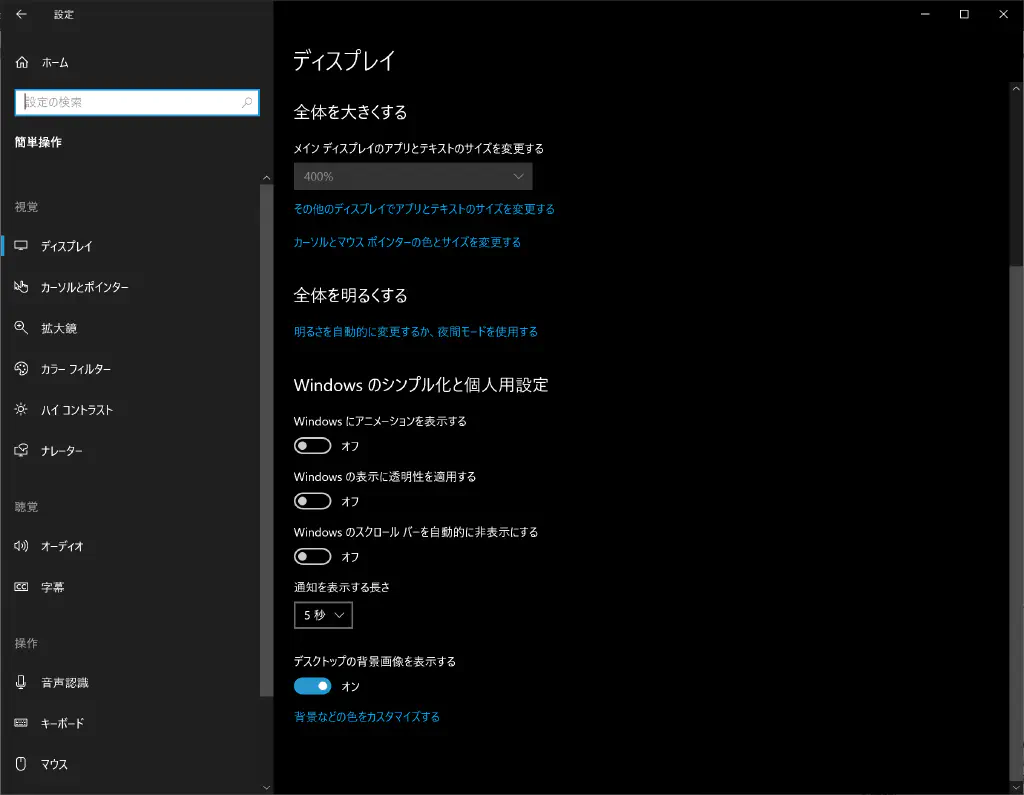 設定
ホーム
設定の検索
簡単操作
視覚
ディスプレイ
カーソルとポインター
拡大鏡
カラー フィルター
ハイ コントラスト
ナレーター
聴覚
オーディオ
字幕
操作
音声認識
キーボード
マウス
ディスプレイ
全体を大きくする
メイン ディスプレイのアプリとテキストのサイズを変更する
400%
その他のディスプレイでアプリとテキストのサイズを変更する
カーソルとマウス ポインターの色とサイズを変更する
全体を明るくする
明るさを自動的に変更するか、夜間モードを使用する
Windows のシンプル化と個人用設定
Windows にアニメーションを表示する
オフ
Windows の表示に透明性を適用する
オフ
Windows のスクロール バーを自動的に非表示にする
オフ
通知を表示する長さ
5 秒
デスクトップの背景画像を表示する
オン
背景などの色をカスタマイズする